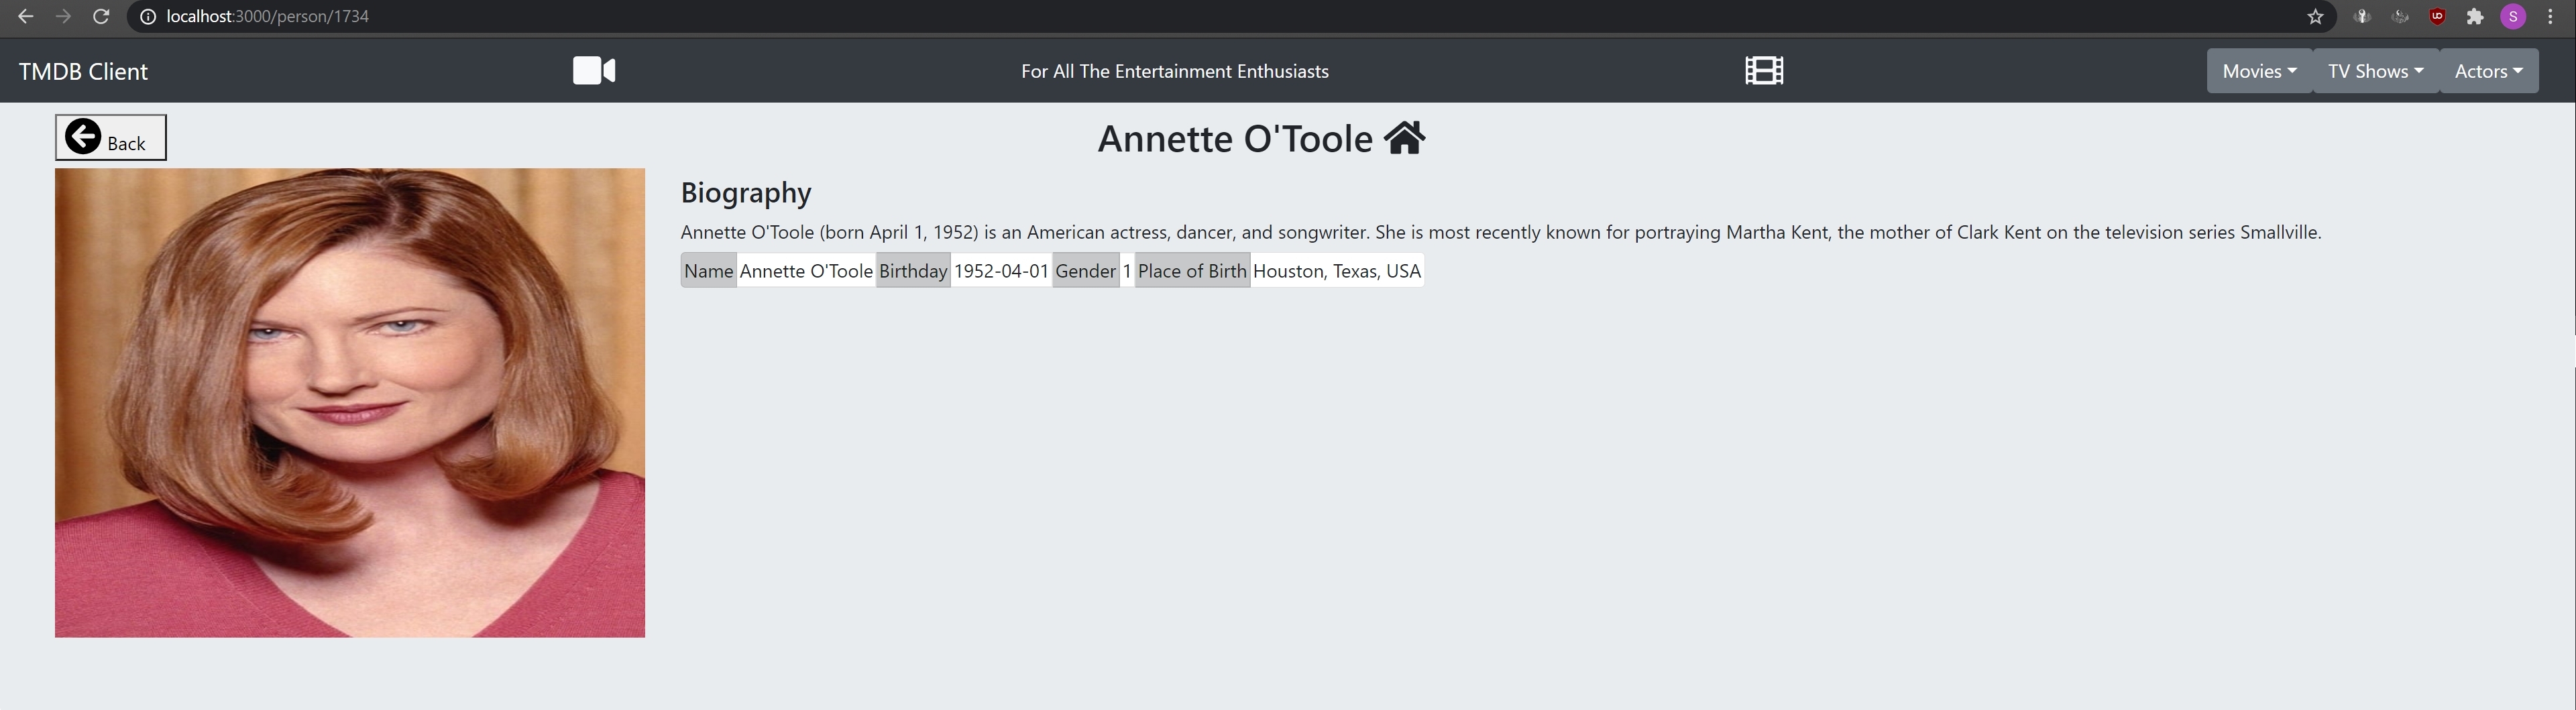 localhost:3000/person/1734
S
TMDB Client For All The Entertainment Enthusiasts Movies TV Shows Actors
Back Annette O'Toole
Biography
Annette O'Toole (born April 1, 1952) is an American actress, dancer, and songwriter. She is most recently known for portraying Martha Kent, the mother of Clark Kent on the television series Smallville.
Name Annette O'Toole Birthday 1952-04-01 Gender 1 Place of Birth Houston, Texas, USA